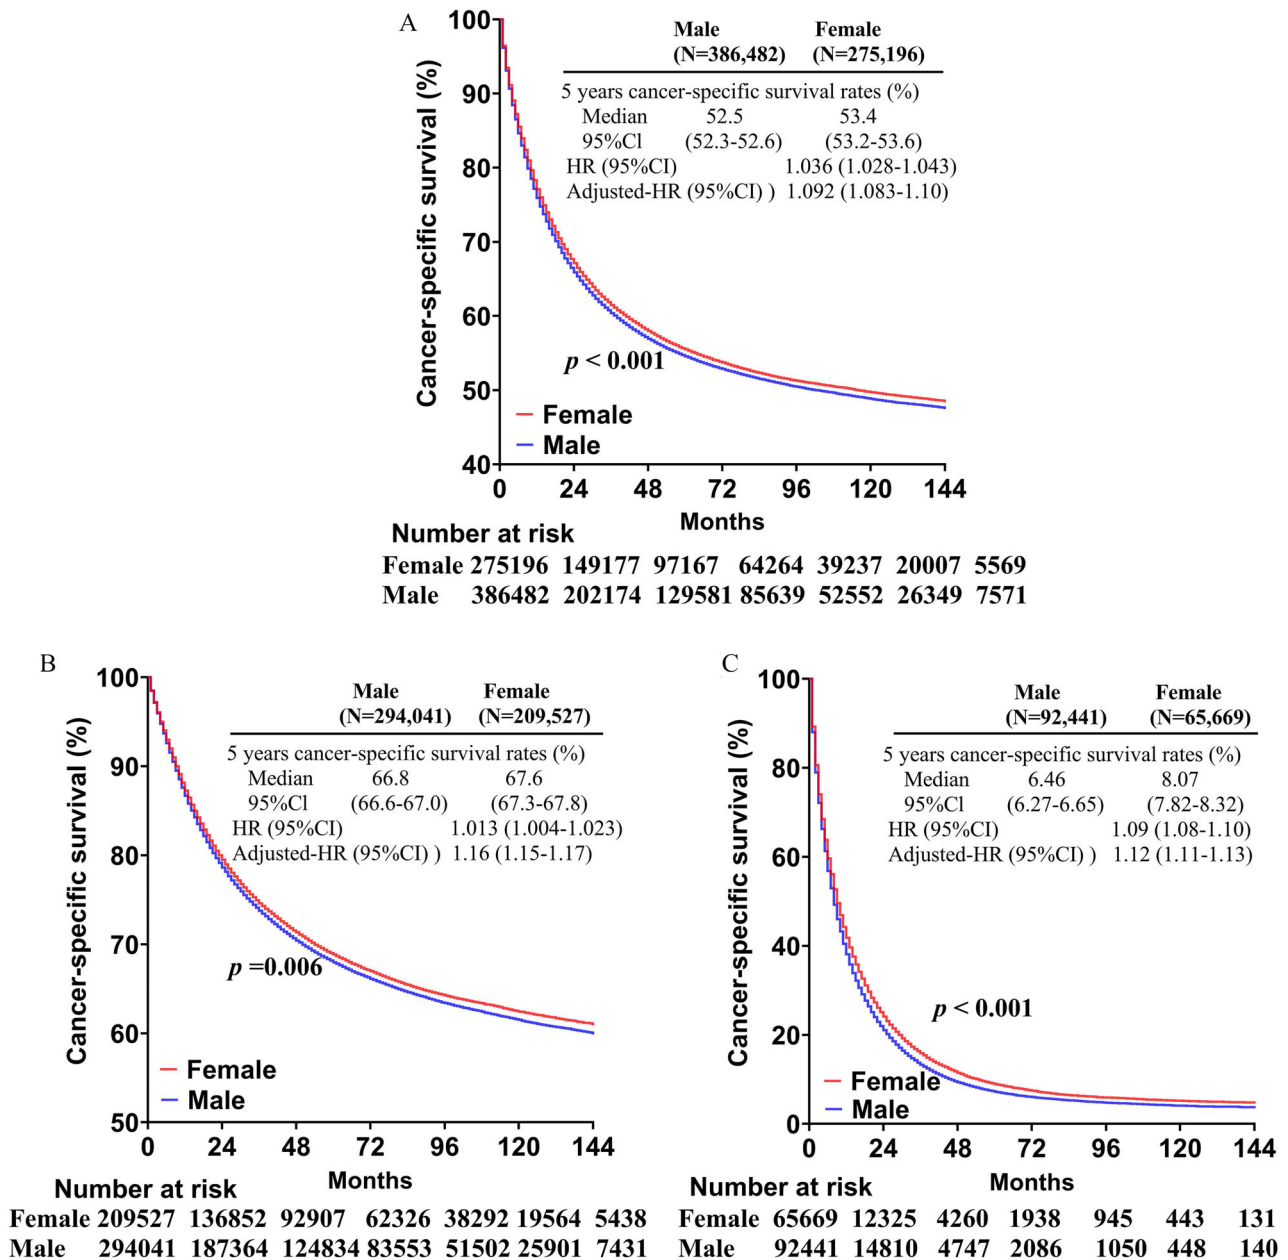 A
Male Female
(N=386,482) (N=275,196)
5 years cancer-specific survival rates (%)
Median 52.5 53.4
95%Cl (52.3-52.6) (53.2-53.6)
HR (95%CI) 1.036 (1.028-1.043)
Adjusted-HR (95%CI) ) 1.092 (1.083-1.10)
Cancer-specific survival (%)
100
90
80
70
60
50
40
p < 0.001
Female
Male
0 24 48 72 96 120 144
Months
Number at risk
Female 275196 149177 97167 64264 39237 20007 5569
Male 386482 202174 129581 85639 52552 26349 7571
B
Male Female
(N=294,041) (N=209,527)
5 years cancer-specific survival rates (%)
Median 66.8 67.6
95%Cl (66.6-67.0) (67.3-67.8)
HR (95%CI) 1.013 (1.004-1.023)
Adjusted-HR (95%CI) ) 1.16 (1.15-1.17)
Cancer-specific survival (%)
100
90
80
70
60
50
p =0.006
Female
Male
0 24 48 72 96 120 144
Months
Number at risk
Female 209527 136852 92907 62326 38292 19564 5438
Male 294041 187364 124834 83553 51502 25901 7431
C
Male Female
(N=92,441) (N=65,669)
5 years cancer-specific survival rates (%)
Median 6.46 8.07
95%Cl (6.27-6.65) (7.82-8.32)
HR (95%CI) 1.09 (1.08-1.10)
Adjusted-HR (95%CI) ) 1.12 (1.11-1.13)
Cancer-specific survival (%)
100
80
60
40
20
0
p < 0.001
Female
Male
0 24 48 72 96 120 144
Months
Number at risk
Female 65669 12325 4260 1938 945 443 131
Male 92441 14810 4747 2086 1050 448 140